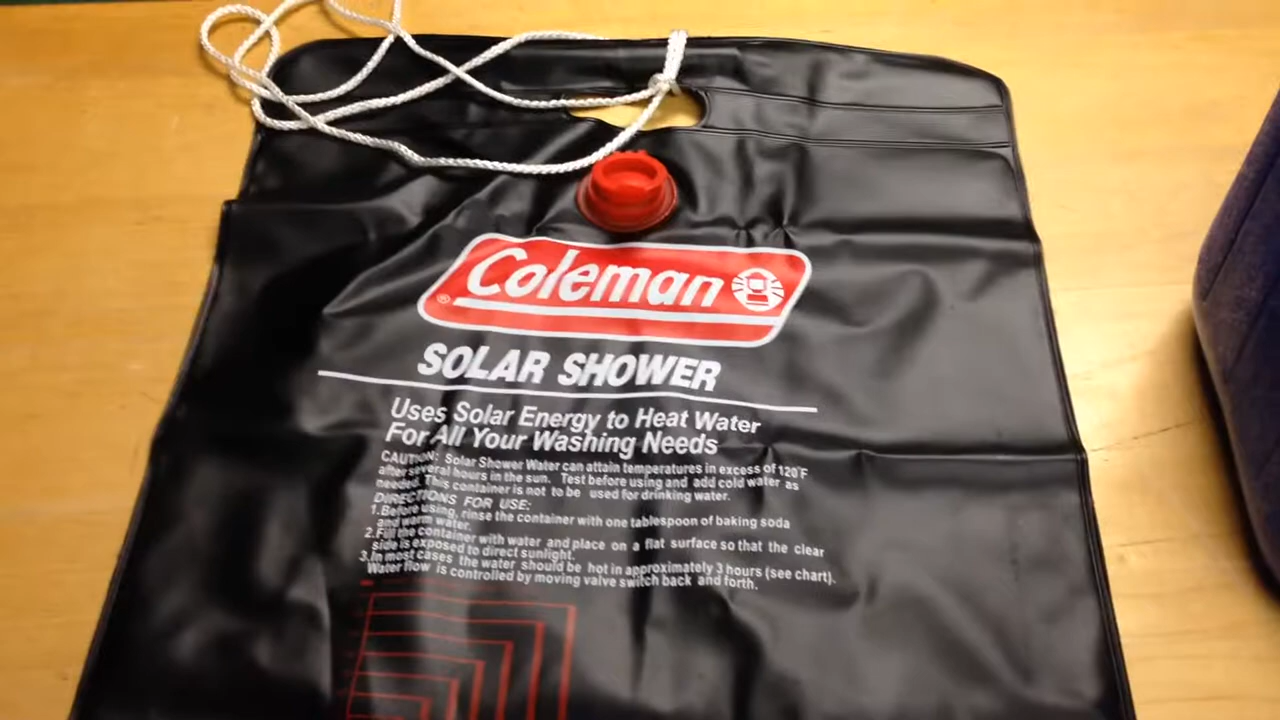 Coleman
®
SOLAR SHOWER
Uses Solar Energy to Heat Water
For All Your Washing Needs
CAUTION: Solar Shower Water can attain temperatures in excess of 120°F
after several hours in the sun. Test before using and add cold water as
needed. This container is not to be used for drinking water.
DIRECTIONS FOR USE:
1.Before using, rinse the container with one tablespoon of baking soda
and warm water.
2.Fill the container with water and place on a flat surface so that the clear
side is exposed to direct sunlight.
3.In most cases the water should be hot in approximately 3 hours (see chart).
Water flow is controlled by moving valve switch back and forth.